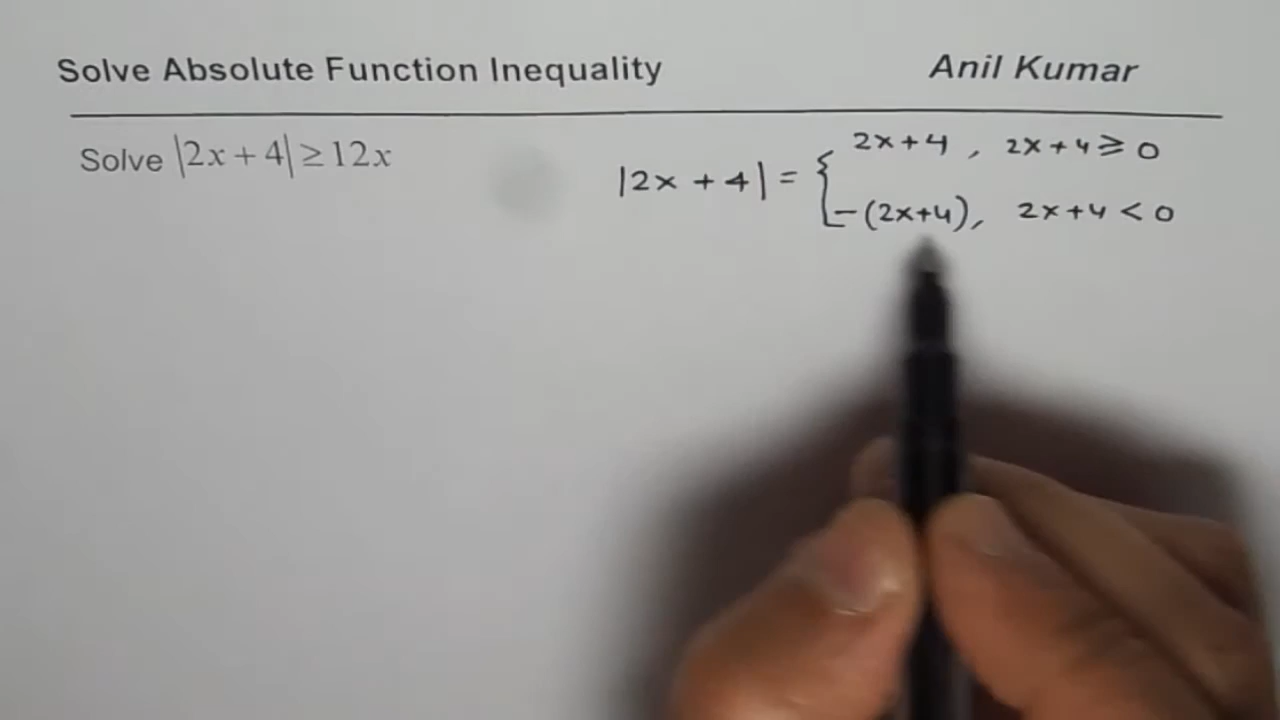 Solve Absolute Function Inequality Anil Kumar
Solve |2x + 4| ≥ 12x
|2x + 4| = { 2x+4 , 2x+4 ≥ 0
-(2x+4), 2x+4 < 0